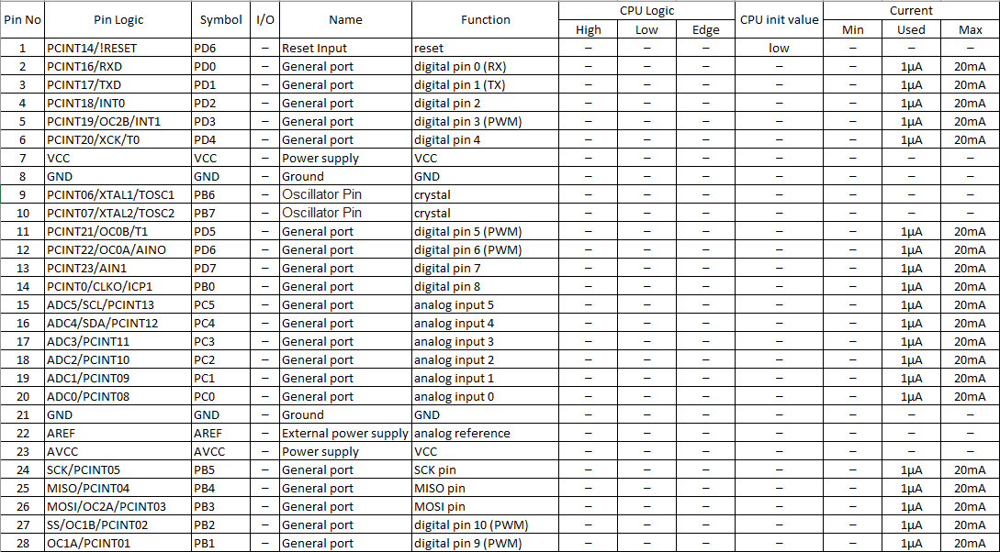 Pin No Pin Logic Symbol I/O Name Function CPU Logic CPU init value Current
High Low Edge Min Used Max
1 PCINT14/!RESET PD6 – Reset Input reset – – – low – – –
2 PCINT16/RXD PD0 – General port digital pin 0 (RX) – – – – – 1µA 20mA
3 PCINT17/TXD PD1 – General port digital pin 1 (TX) – – – – – 1µA 20mA
4 PCINT18/INT0 PD2 – General port digital pin 2 – – – – – 1µA 20mA
5 PCINT19/OC2B/INT1 PD3 – General port digital pin 3 (PWM) – – – – – 1µA 20mA
6 PCINT20/XCK/T0 PD4 – General port digital pin 4 – – – – – 1µA 20mA
7 VCC VCC – Power supply VCC – – – – – – –
8 GND GND – Ground GND – – – – – – –
9 PCINT06/XTAL1/TOSC1 PB6 – Oscillator Pin crystal – – – – – – –
10 PCINT07/XTAL2/TOSC2 PB7 – Oscillator Pin crystal – – – – – – –
11 PCINT21/OC0B/T1 PD5 – General port digital pin 5 (PWM) – – – – – 1µA 20mA
12 PCINT22/OC0A/AINO PD6 – General port digital pin 6 (PWM) – – – – – 1µA 20mA
13 PCINT23/AIN1 PD7 – General port digital pin 7 – – – – – 1µA 20mA
14 PCINT0/CLKO/ICP1 PB0 – General port digital pin 8 – – – – – 1µA 20mA
15 ADC5/SCL/PCINT13 PC5 – General port analog input 5 – – – – – 1µA 20mA
16 ADC4/SDA/PCINT12 PC4 – General port analog input 4 – – – – – 1µA 20mA
17 ADC3/PCINT11 PC3 – General port analog input 3 – – – – – 1µA 20mA
18 ADC2/PCINT10 PC2 – General port analog input 2 – – – – – 1µA 20mA
19 ADC1/PCINT09 PC1 – General port analog input 1 – – – – – 1µA 20mA
20 ADC0/PCINT08 PC0 – General port analog input 0 – – – – – 1µA 20mA
21 GND GND – Ground GND – – – – – – –
22 AREF AREF – External power supply analog reference – – – – – – –
23 AVCC AVCC – Power supply VCC – – – – – – –
24 SCK/PCINT05 PB5 – General port SCK pin – – – – – 1µA 20mA
25 MISO/PCINT04 PB4 – General port MISO pin – – – – – 1µA 20mA
26 MOSI/OC2A/PCINT03 PB3 – General port MOSI pin – – – – – 1µA 20mA
27 SS/OC1B/PCINT02 PB2 – General port digital pin 10 (PWM) – – – – – 1µA 20mA
28 OC1A/PCINT01 PB1 – General port digital pin 9 (PWM) – – – – – 1µA 20mA